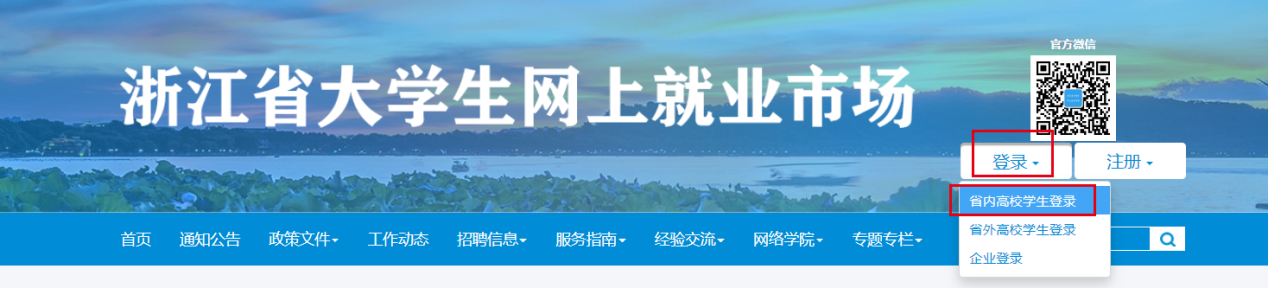 官方微信
浙江省大学生网上就业市场
登录 注册
省内高校学生登录
省外高校学生登录
企业登录
首页 通知公告 政策文件 工作动态 招聘信息 服务指南 经验交流 网络学院 专题专栏